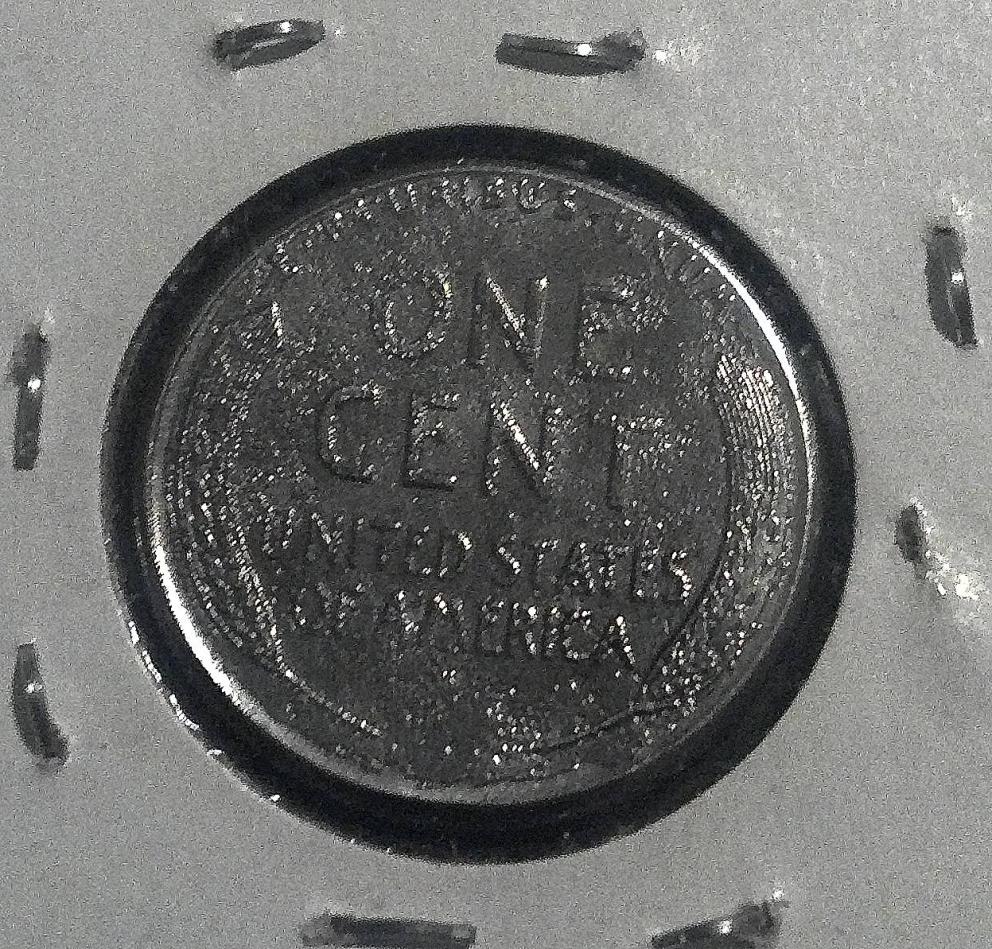 ONE
CENT
UNITED STATES
OF AMERICA